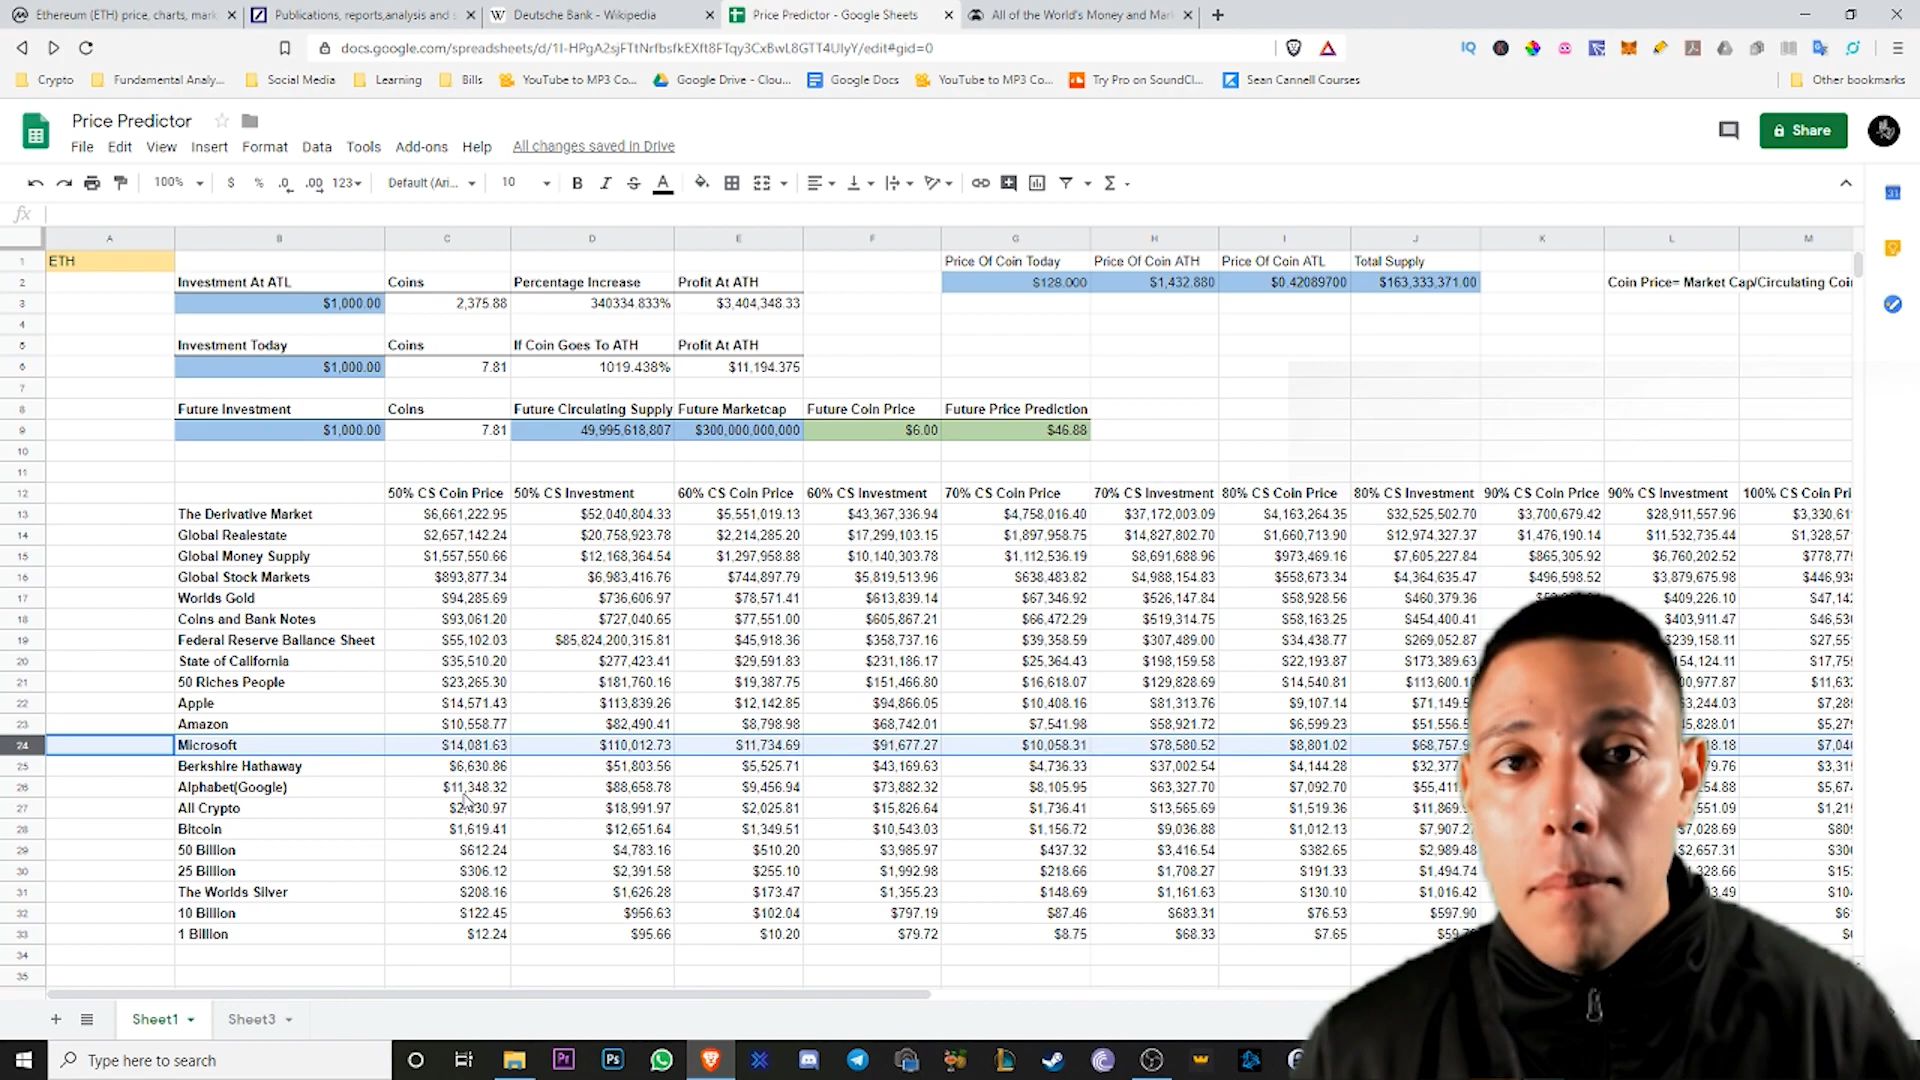 Ethereum (ETH) price, charts, mark
Publications, reports,analysis and s
Deutsche Bank - Wikipedia
Price Predictor - Google Sheets
All of the World's Money and Mar
docs.google.com/spreadsheets/d/1I-HPgA2sjFTtNrfbsfkEXft8FTqy3CxBwL8GTT4UlyY/edit#gid=0
Crypto Fundamental Analy... Social Media Learning Bills YouTube to MP3 Co... Google Drive - Clou... Google Docs YouTube to MP3 Co... Try Pro on SoundCl... Sean Cannell Courses Other bookmarks
Price Predictor
Share
File Edit View Insert Format Data Tools Add-ons Help All changes saved in Drive
100% $ % .0 .00 123 Default (Ari... 10 B I S A
fx
A B C D E F G H I J K L M
1 ETH Price Of Coin Today Price Of Coin ATH Price Of Coin ATL Total Supply
2 Investment At ATL Coins Percentage Increase Profit At ATH $128.000 $1,432.880 $0.42089700 $163,333,371.00 Coin Price= Market Cap/Circulating Coi
3 $1,000.00 2,375.88 340334.833% $3,404,348.33
4
5 Investment Today Coins If Coin Goes To ATH Profit At ATH
6 $1,000.00 7.81 1019.438% $11,194.375
7
8 Future Investment Coins Future Circulating Supply Future Marketcap Future Coin Price Future Price Prediction
9 $1,000.00 7.81 49,995,618,807 $300,000,000,000 $6.00 $46.88
10
11
12 50% CS Coin Price 50% CS Investment 60% CS Coin Price 60% CS Investment 70% CS Coin Price 70% CS Investment 80% CS Coin Price 80% CS Investment 90% CS Coin Price 90% CS Investment 100% CS Coin Pri
13 The Derivative Market $6,661,222.95 $52,040,804.33 $5,551,019.13 $43,367,336.94 $4,758,016.40 $37,172,003.09 $4,163,264.35 $32,525,502.70 $3,700,679.42 $28,911,557.96 $3,330,61
14 Global Realestate $2,657,142.24 $20,758,923.78 $2,214,285.20 $17,299,103.15 $1,897,958.75 $14,827,802.70 $1,660,713.90 $12,974,327.37 $1,476,190.14 $11,532,735.44 $1,328,57
15 Global Money Supply $1,557,550.66 $12,168,364.54 $1,297,958.88 $10,140,303.78 $1,112,536.19 $8,691,688.96 $973,469.16 $7,605,227.84 $865,305.92 $6,760,202.52 $778,77
16 Global Stock Markets $893,877.34 $6,983,416.76 $744,897.79 $5,819,513.96 $638,483.82 $4,988,154.83 $558,673.34 $4,364,635.47 $496,598.52 $3,879,675.98 $446,93
17 Worlds Gold $94,285.69 $736,606.97 $78,571.41 $613,839.14 $67,346.92 $526,147.84 $58,928.56 $460,379.36 $409,226.10 $47,14
18 Coins and Bank Notes $93,061.20 $727,040.65 $77,551.00 $605,867.21 $66,472.29 $519,314.75 $58,163.25 $454,400.41 $403,911.47 $46,53
19 Federal Reserve Ballance Sheet $55,102.03 $85,824,200,315.81 $45,918.36 $358,737.16 $39,358.59 $307,489.00 $34,438.77 $269,052.87 $239,158.11 $27,55
20 State of California $35,510.20 $277,423.41 $29,591.83 $231,186.17 $25,364.43 $198,159.58 $22,193.87 $173,389.63 154,124.11 $17,75
21 50 Riches People $23,265.30 $181,760.16 $19,387.75 $151,466.80 $16,618.07 $129,828.69 $14,540.81 $113,600.1 00,977.87 $11,63
22 Apple $14,571.43 $113,839.26 $12,142.85 $94,866.05 $10,408.16 $81,313.76 $9,107.14 $71,149.5 3,244.03 $7,28
23 Amazon $10,558.77 $82,490.41 $8,798.98 $68,742.01 $7,541.98 $58,921.72 $6,599.23 $51,556.5 5,828.01 $5,27
24 Microsoft $14,081.63 $110,012.73 $11,734.69 $91,677.27 $10,058.31 $78,580.52 $8,801.02 $68,757.9 18.18 $7,04
25 Berkshire Hathaway $6,630.86 $51,803.56 $5,525.71 $43,169.63 $4,736.33 $37,002.54 $4,144.28 $32,377 79.76 $3,31
26 Alphabet(Google) $11,348.32 $88,658.78 $9,456.94 $73,882.32 $8,105.95 $63,327.70 $7,092.70 $55,411 254.88 $5,67
27 All Crypto $2,430.97 $18,991.97 $2,025.81 $15,826.64 $1,736.41 $13,565.69 $1,519.36 $11,869 551.09 $1,21
28 Bitcoin $1,619.41 $12,651.64 $1,349.51 $10,543.03 $1,156.72 $9,036.88 $1,012.13 $7,907.2 $7,028.69 $80
29 50 Billion $612.24 $4,783.16 $510.20 $3,985.97 $437.32 $3,416.54 $382.65 $2,989.48 $2,657.31 $30
30 25 Billion $306.12 $2,391.58 $255.10 $1,992.98 $218.66 $1,708.27 $191.33 $1,494.74 328.66 $15
31 The Worlds Silver $208.16 $1,626.28 $173.47 $1,355.23 $148.69 $1,161.63 $130.10 $1,016.42 3.49 $10
32 10 Billion $122.45 $956.63 $102.04 $797.19 $87.46 $683.31 $76.53 $597.90 $6
33 1 Billion $12.24 $95.66 $10.20 $79.72 $8.75 $68.33 $7.65 $59.
34
35
Sheet1 Sheet3
Type here to search